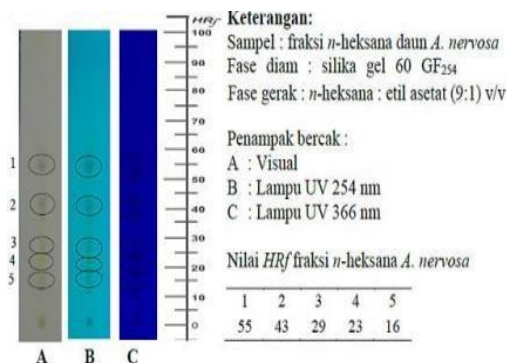 HRf
100
90
80
70
60
50
40
30
20
10
0
1
2
3
4
5
A B C
Keterangan:
Sampel : fraksi n-heksana daun A. nervosa
Fase diam : silika gel 60 GF254
Fase gerak : n-heksana : etil asetat (9:1) v/v
Penampak bercak :
A : Visual
B : Lampu UV 254 nm
C : Lampu UV 366 nm
Nilai HRf fraksi n-heksana A. nervosa
1 2 3 4 5
55 43 29 23 16